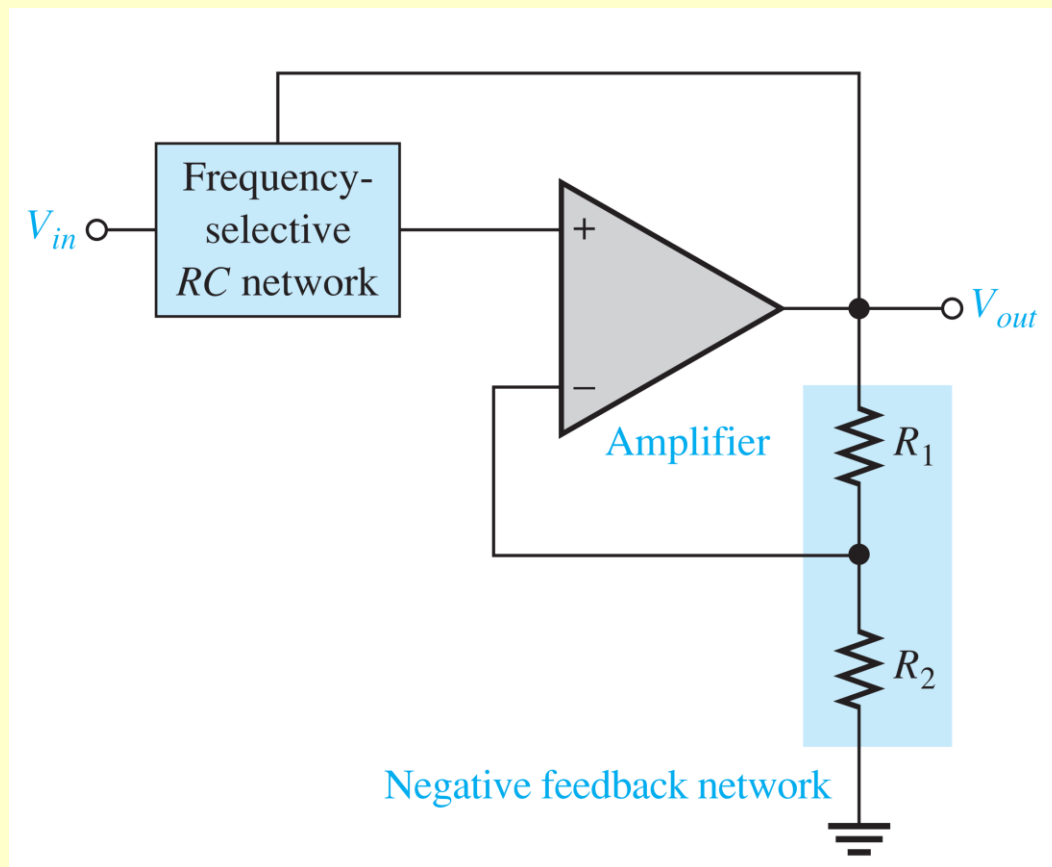 Frequency-
selective
RC network
V_in
+
−
V_out
Amplifier
R_1
R_2
Negative feedback network